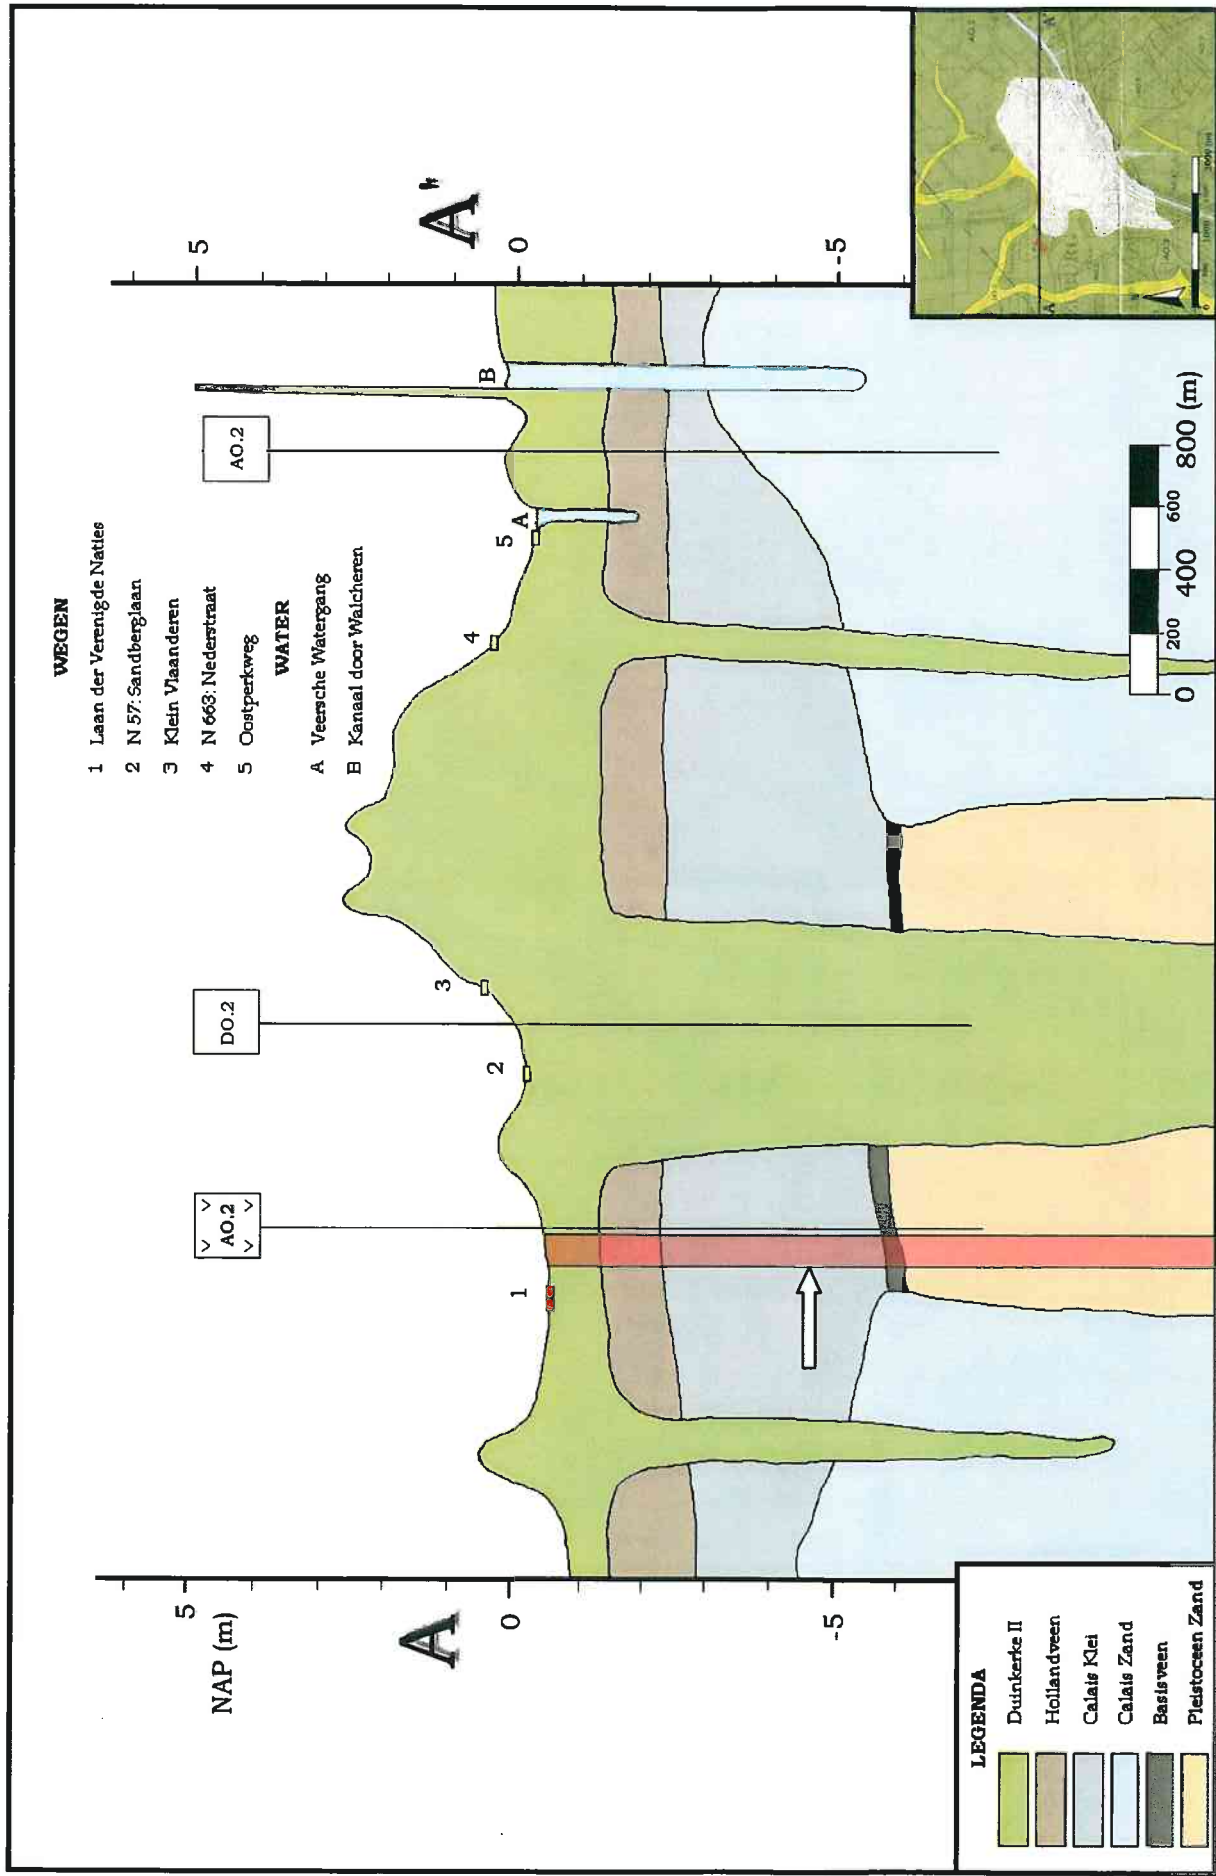 WEGEN
1 Laan der Verenigde Naties
2 N 57: Sandberglaan
3 Klein Vlaanderen
4 N 663: Nederstraat
5 Oostperkweg
WATER
A Veersche Watergang
B Kanaal door Walcheren
NAP (m)
5
0
-5
A
5
0
-5
A'
AO.2
DO.2
AO.2
1
2
3
4
5
A
B
0 200 400 600 800 (m)
LEGENDA
Duinkerke II
Hollandveen
Calais Klei
Calais Zand
Basisveen
Pleistoceen Zand
A
A'